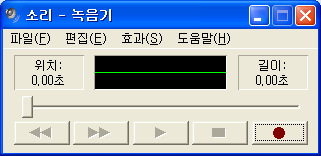 소리 - 녹음기
파일(F) 편집(E) 효과(S) 도움말(H)
위치:
0.00초
길이:
0.00초